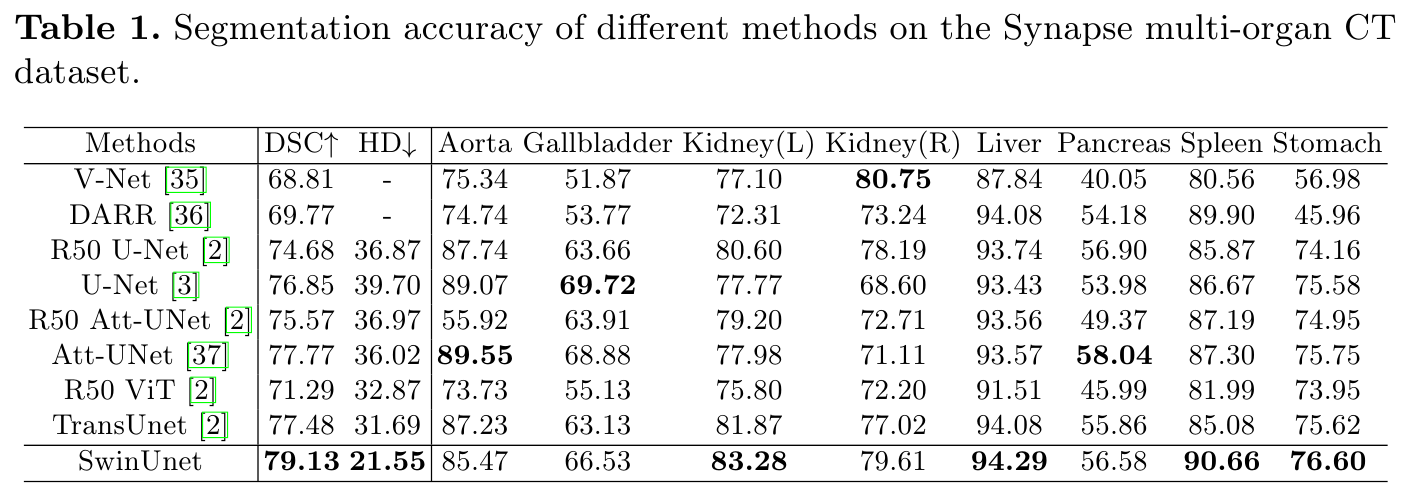 Table 1. Segmentation accuracy of different methods on the Synapse multi-organ CT
dataset.
Methods DSC↑ HD↓ Aorta Gallbladder Kidney(L) Kidney(R) Liver Pancreas Spleen Stomach
V-Net [35] 68.81 - 75.34 51.87 77.10 80.75 87.84 40.05 80.56 56.98
DARR [36] 69.77 - 74.74 53.77 72.31 73.24 94.08 54.18 89.90 45.96
R50 U-Net [2] 74.68 36.87 87.74 63.66 80.60 78.19 93.74 56.90 85.87 74.16
U-Net [3] 76.85 39.70 89.07 69.72 77.77 68.60 93.43 53.98 86.67 75.58
R50 Att-UNet [2] 75.57 36.97 55.92 63.91 79.20 72.71 93.56 49.37 87.19 74.95
Att-UNet [37] 77.77 36.02 89.55 68.88 77.98 71.11 93.57 58.04 87.30 75.75
R50 ViT [2] 71.29 32.87 73.73 55.13 75.80 72.20 91.51 45.99 81.99 73.95
TransUnet [2] 77.48 31.69 87.23 63.13 81.87 77.02 94.08 55.86 85.08 75.62
SwinUnet 79.13 21.55 85.47 66.53 83.28 79.61 94.29 56.58 90.66 76.60